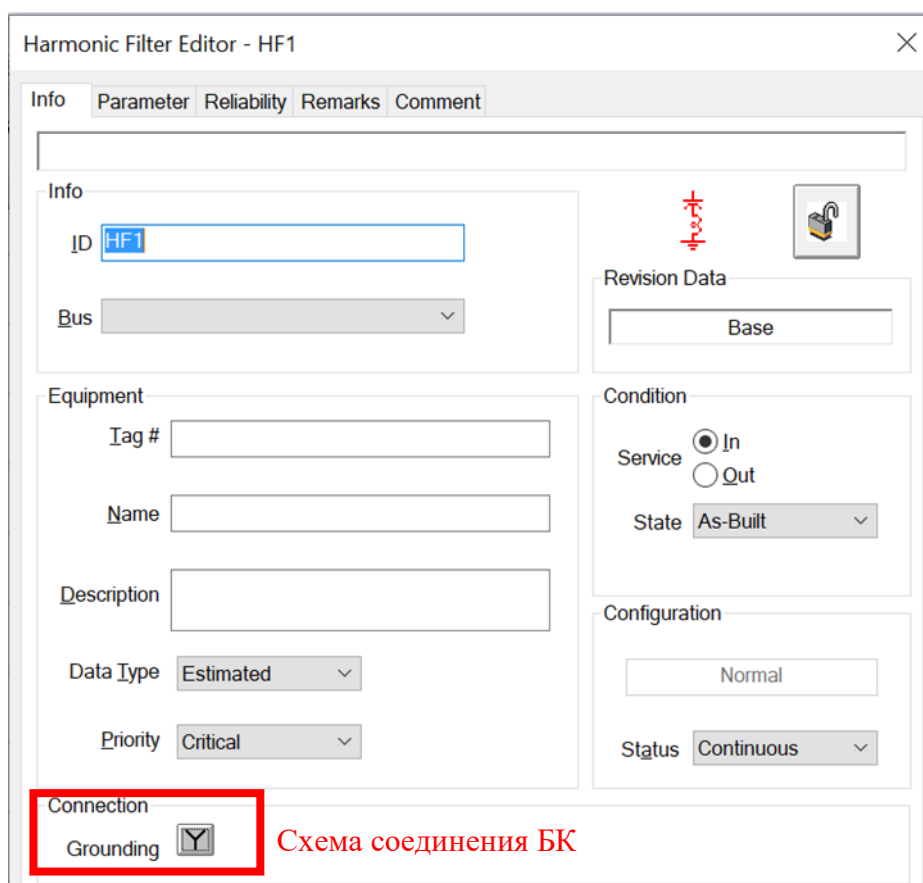 Harmonic Filter Editor - HF1
Info Parameter Reliability Remarks Comment
Info
ID HF1
Bus
Revision Data
Base
Equipment
Tag #
Name
Description
Data Type Estimated
Priority Critical
Condition
Service In
Out
State As-Built
Configuration
Normal
Status Continuous
Connection
Grounding Y Схема соединения БК